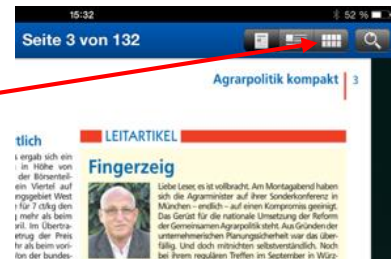 15:32 52 %
Seite 3 von 132
Agrarpolitik kompakt 3
tlich
s ergab sich ein
in Höhe von
der Börsenteil-
ein Viertel auf
ngsgebiet West
für 7 ct/kg den
mehr als beim
ril. Im Übertra-
etrug der Preis
hr als beim vori-
Von der bundes-
LEITARTIKEL
Fingerzeig
Liebe Leser, es ist vollbracht. Am Montagabend haben
sich die Agrarminister auf ihrer Sonderkonferenz in
München – endlich – auf einen Kompromiss geeinigt.
Das Gerüst für die nationale Umsetzung der Reform
der Gemeinsamen Agrarpolitik steht. Aus Gründen der
unternehmerischen Planungssicherheit war das über-
fällig. Und doch mitnichten selbstverständlich. Noch
bei ihrem regulären Treffen im September in Würz-